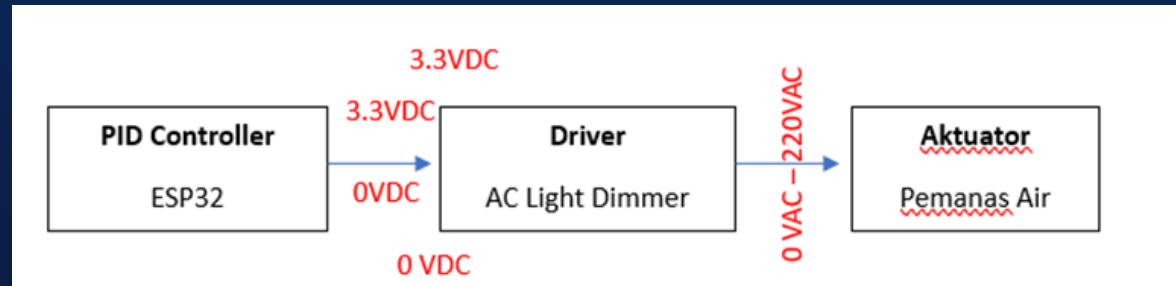 3.3VDC
3.3VDC
PID Controller
ESP32
0VDC
Driver
AC Light Dimmer
0 VDC
0 VAC – 220VAC
Aktuator
Pemanas Air